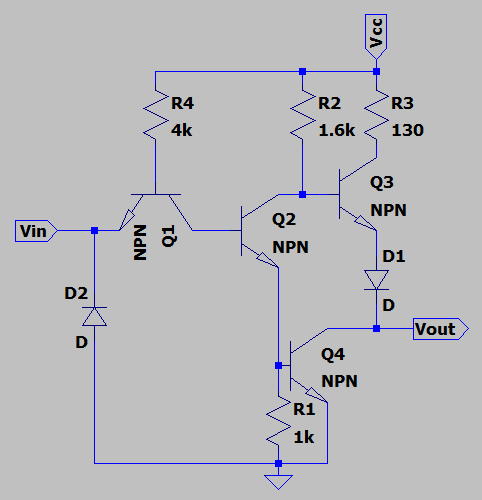 Vcc
R4
4k
R2
1.6k
R3
130
Q3
NPN
Vin
NPN
Q1
Q2
NPN
D1
D
D2
D
Vout
Q4
NPN
R1
1k